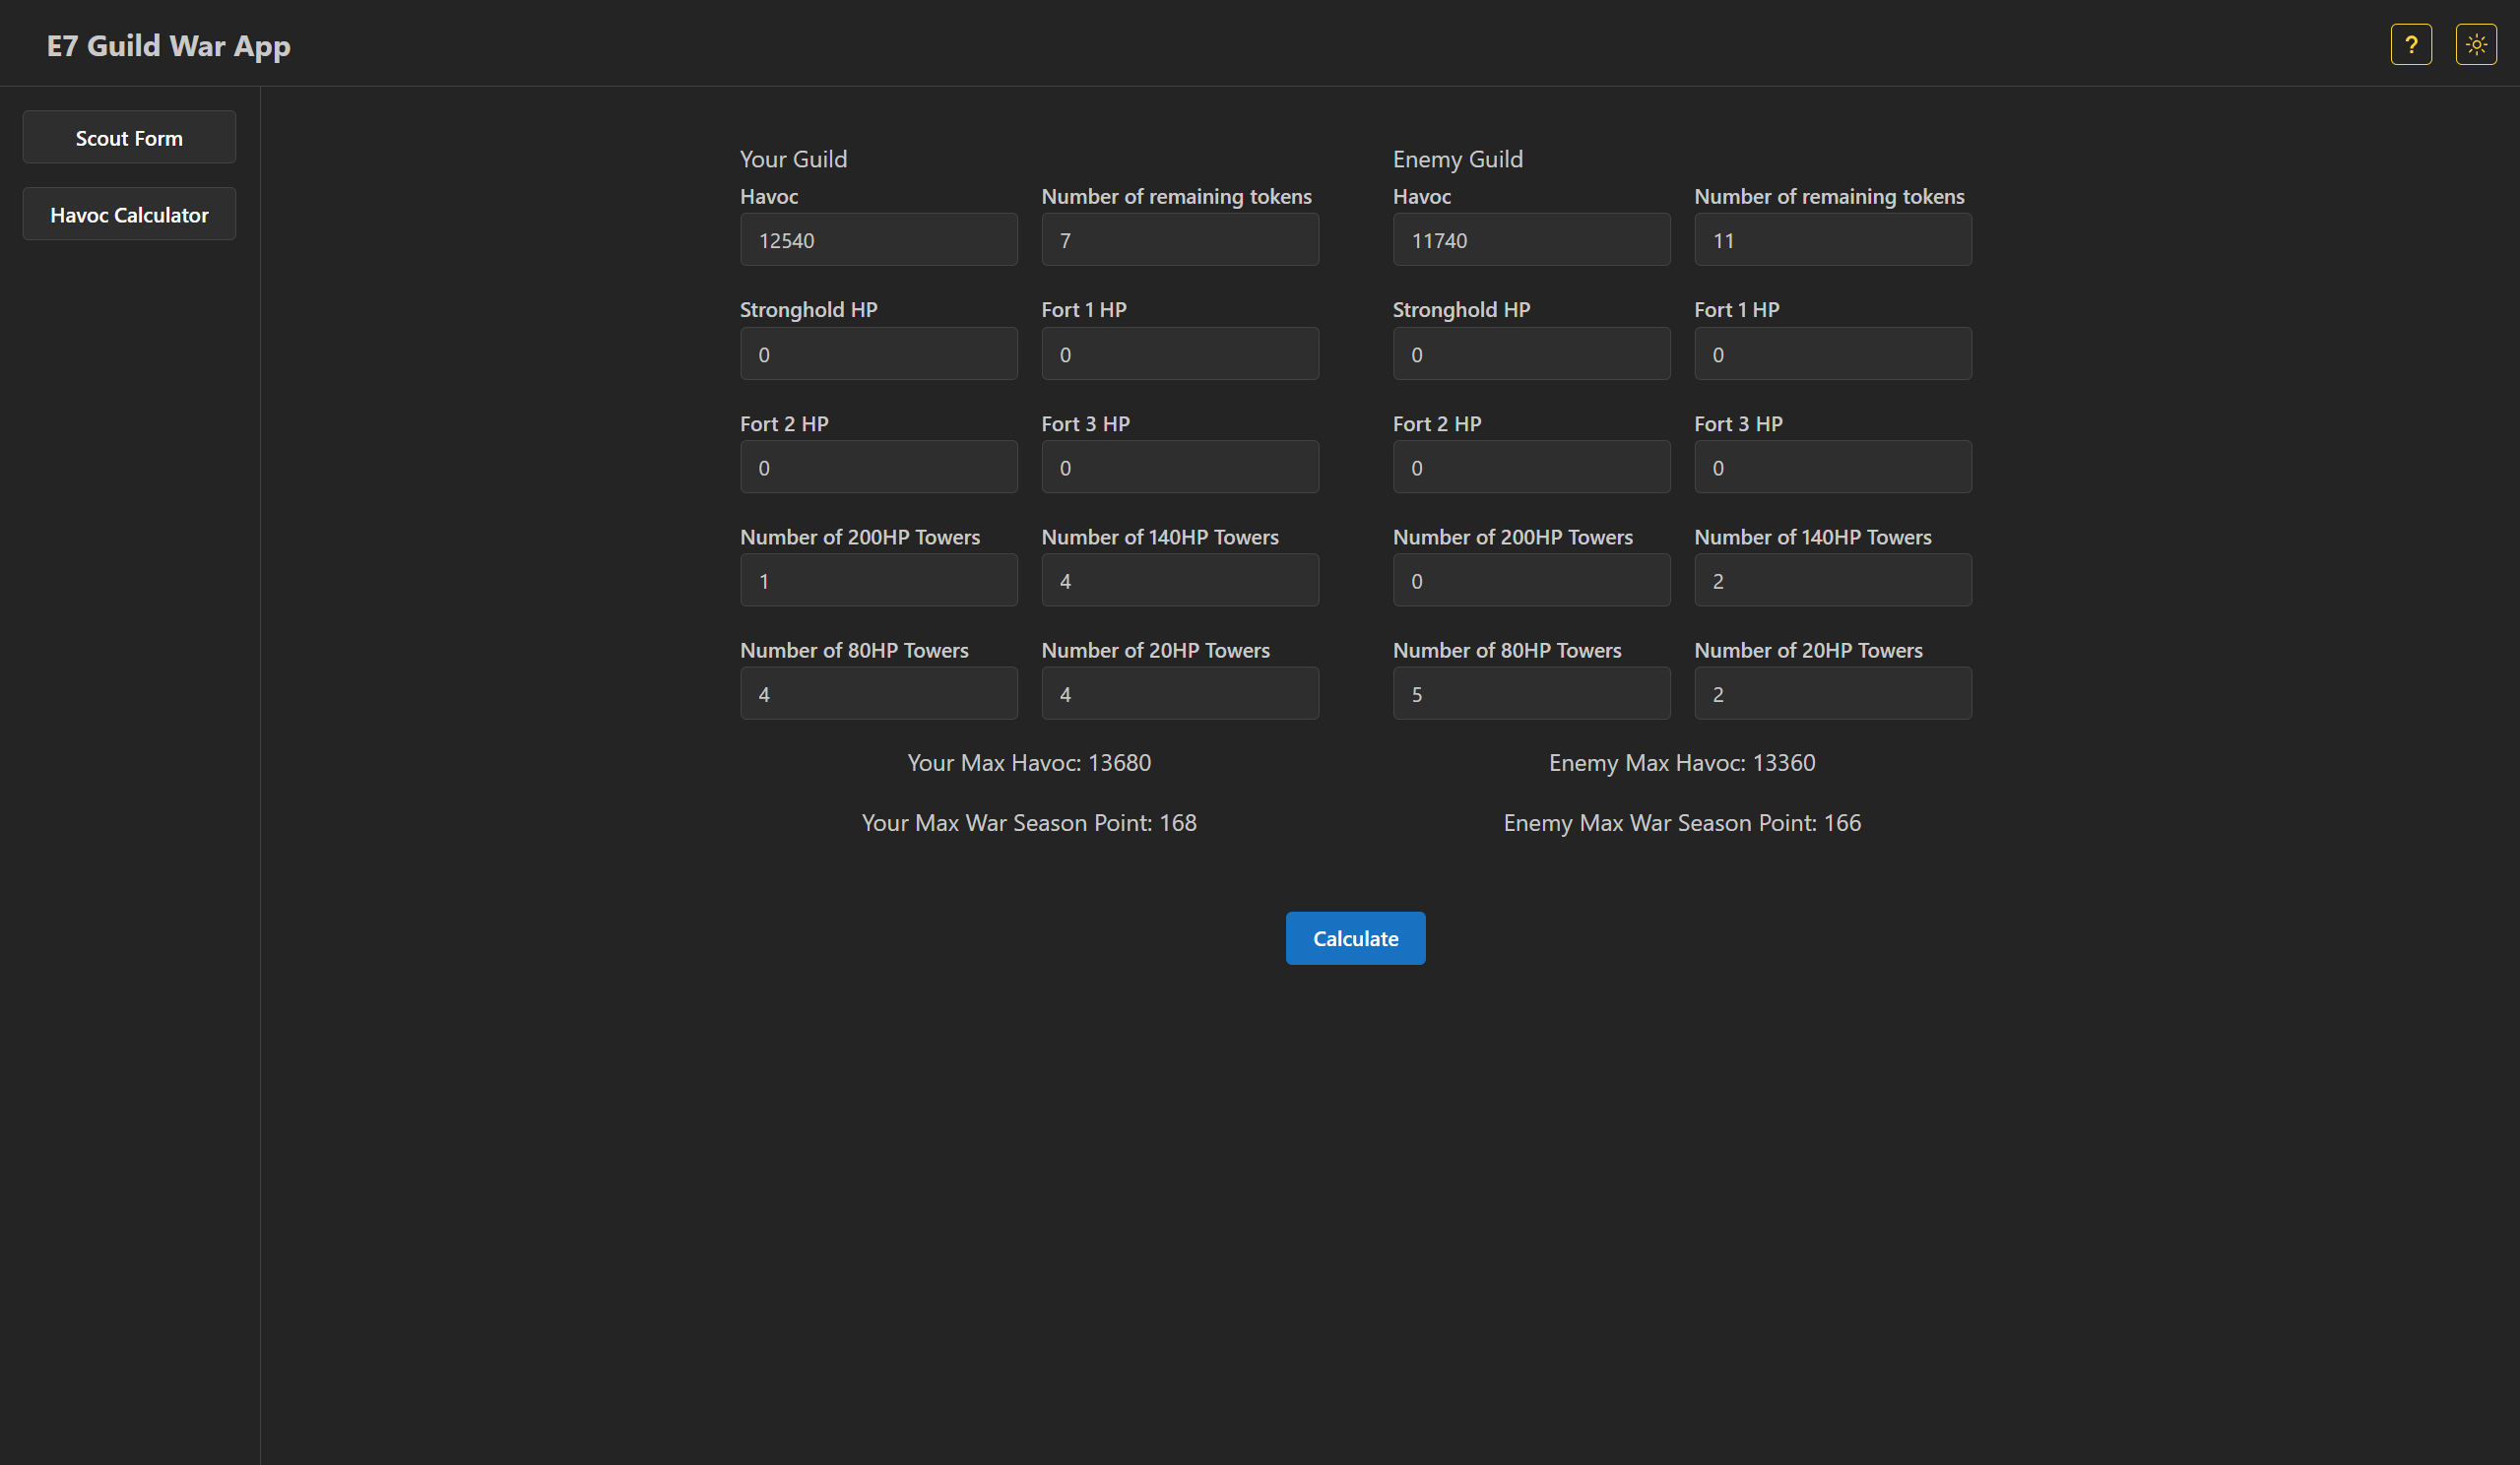 E7 Guild War App
?
Scout Form
Havoc Calculator
Your Guild
Enemy Guild
Havoc
Number of remaining tokens
Havoc
Number of remaining tokens
12540
7
11740
11
Stronghold HP
Fort 1 HP
Stronghold HP
Fort 1 HP
0
0
0
0
Fort 2 HP
Fort 3 HP
Fort 2 HP
Fort 3 HP
0
0
0
0
Number of 200HP Towers
Number of 140HP Towers
Number of 200HP Towers
Number of 140HP Towers
1
4
0
2
Number of 80HP Towers
Number of 20HP Towers
Number of 80HP Towers
Number of 20HP Towers
4
4
5
2
Your Max Havoc: 13680
Enemy Max Havoc: 13360
Your Max War Season Point: 168
Enemy Max War Season Point: 166
Calculate